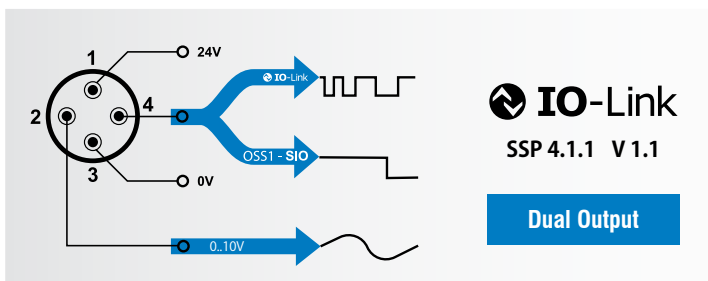 1
24V
IO-Link
2
4
OSS1 - SIO
3
0V
0..10V
IO-Link
SSP 4.1.1 V 1.1
Dual Output